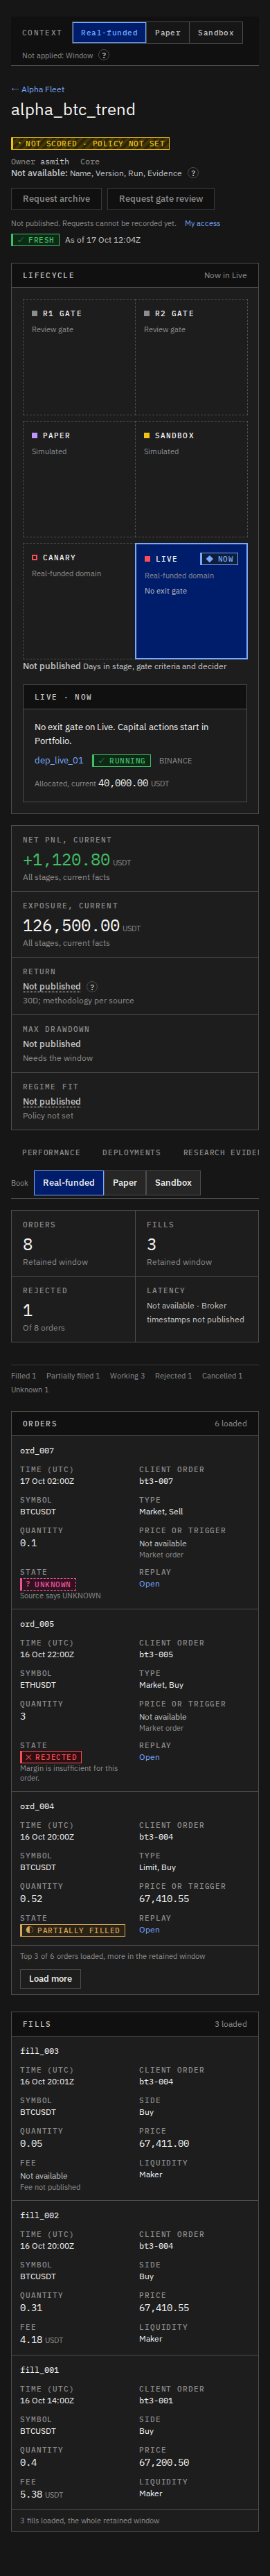 CONTEXT Real-funded Paper Sandbox
Not applied: Window ?
← Alpha Fleet
alpha_btc_trend
NOT SCORED · POLICY NOT SET
Owner asmith Core
Not available: Name, Version, Run, Evidence ?
Request archive Request gate review
Not published. Requests cannot be recorded yet. My access
✓ FRESH As of 17 Oct 12:04Z
LIFECYCLE Now in Live
R1 GATE
Review gate
R2 GATE
Review gate
PAPER
Simulated
SANDBOX
Simulated
CANARY
Real-funded domain
LIVE ◆ NOW
Real-funded domain
No exit gate
Not published Days in stage, gate criteria and decider
LIVE · NOW
No exit gate on Live. Capital actions start in
Portfolio.
dep_live_01 ✓ RUNNING BINANCE
Allocated, current 40,000.00 USDT
NET PNL, CURRENT
+1,120.80 USDT
All stages, current facts
EXPOSURE, CURRENT
126,500.00 USDT
All stages, current facts
RETURN
Not published ?
30D; methodology per source
MAX DRAWDOWN
Not published
Needs the window
REGIME FIT
Not published
Policy not set
PERFORMANCE DEPLOYMENTS RESEARCH EVIDEN
Book Real-funded Paper Sandbox
ORDERS
8
Retained window
FILLS
3
Retained window
REJECTED
1
Of 8 orders
LATENCY
Not available · Broker
timestamps not published
Filled 1 Partially filled 1 Working 3 Rejected 1 Cancelled 1
Unknown 1
ORDERS 6 loaded
ord_007
TIME (UTC) CLIENT ORDER
17 Oct 02:00Z bt3-007
SYMBOL TYPE
BTCUSDT Market, Sell
QUANTITY PRICE OR TRIGGER
0.1 Not available
Market order
STATE REPLAY
? UNKNOWN Open
Source says UNKNOWN
ord_005
TIME (UTC) CLIENT ORDER
16 Oct 22:00Z bt3-005
SYMBOL TYPE
ETHUSDT Market, Buy
QUANTITY PRICE OR TRIGGER
3 Not available
Market order
STATE REPLAY
✕ REJECTED Open
Margin is insufficient for this
order.
ord_004
TIME (UTC) CLIENT ORDER
16 Oct 20:00Z bt3-004
SYMBOL TYPE
BTCUSDT Limit, Buy
QUANTITY PRICE OR TRIGGER
0.52 67,410.55
STATE REPLAY
◐ PARTIALLY FILLED Open
Top 3 of 6 orders loaded, more in the retained window
Load more
FILLS 3 loaded
fill_003
TIME (UTC) CLIENT ORDER
16 Oct 20:01Z bt3-004
SYMBOL SIDE
BTCUSDT Buy
QUANTITY PRICE
0.05 67,411.00
FEE LIQUIDITY
Not available Maker
Fee not published
fill_002
TIME (UTC) CLIENT ORDER
16 Oct 20:00Z bt3-004
SYMBOL SIDE
BTCUSDT Buy
QUANTITY PRICE
0.31 67,410.55
FEE LIQUIDITY
4.18 USDT Maker
fill_001
TIME (UTC) CLIENT ORDER
16 Oct 14:00Z bt3-001
SYMBOL SIDE
BTCUSDT Buy
QUANTITY PRICE
0.4 67,200.50
FEE LIQUIDITY
5.38 USDT Maker
3 fills loaded, the whole retained window